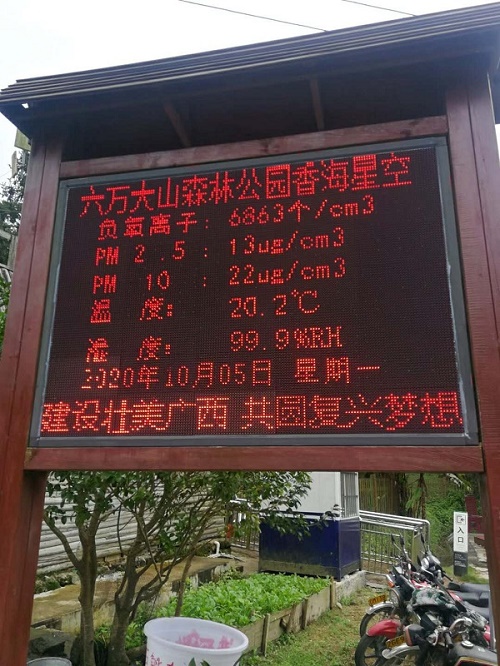 六万大山森林公园香海星空
负氧离子: 6863个/cm3
PM 2.5: 13ug/cm3
PM 10: 22ug/cm3
温度: 20.2℃
湿度: 99.9%RH
2020年10月05日 星期一
建设壮美广西 共圆复兴梦想
入口